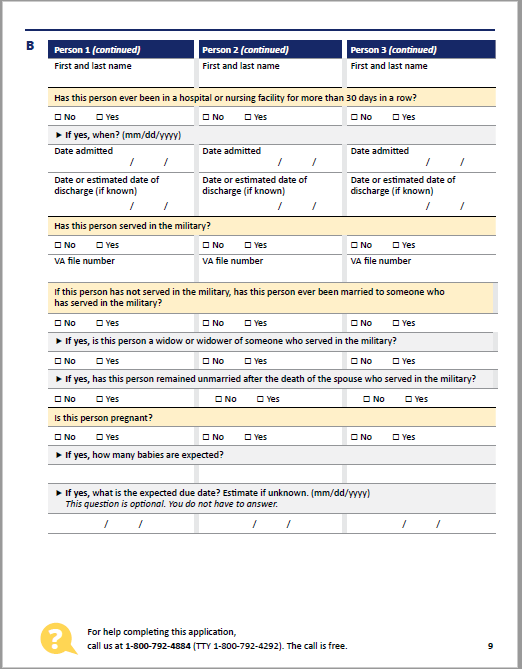 B
Person 1 (continued) Person 2 (continued) Person 3 (continued)
First and last name First and last name First and last name
Has this person ever been in a hospital or nursing facility for more than 30 days in a row?
☐ No ☐ Yes ☐ No ☐ Yes ☐ No ☐ Yes
► If yes, when? (mm/dd/yyyy)
Date admitted Date admitted Date admitted
/ / / / / /
Date or estimated date of Date or estimated date of Date or estimated date of
discharge (if known) discharge (if known) discharge (if known)
/ / / / / /
Has this person served in the military?
☐ No ☐ Yes ☐ No ☐ Yes ☐ No ☐ Yes
VA file number VA file number VA file number
If this person has not served in the military, has this person ever been married to someone who
has served in the military?
☐ No ☐ Yes ☐ No ☐ Yes ☐ No ☐ Yes
► If yes, is this person a widow or widower of someone who served in the military?
☐ No ☐ Yes ☐ No ☐ Yes ☐ No ☐ Yes
► If yes, has this person remained unmarried after the death of the spouse who served in the military?
☐ No ☐ Yes ☐ No ☐ Yes ☐ No ☐ Yes
Is this person pregnant?
☐ No ☐ Yes ☐ No ☐ Yes ☐ No ☐ Yes
► If yes, how many babies are expected?
► If yes, what is the expected due date? Estimate if unknown. (mm/dd/yyyy)
This question is optional. You do not have to answer.
/ / / / / /
?
For help completing this application,
call us at 1-800-792-4884 (TTY 1-800-792-4292). The call is free. 9